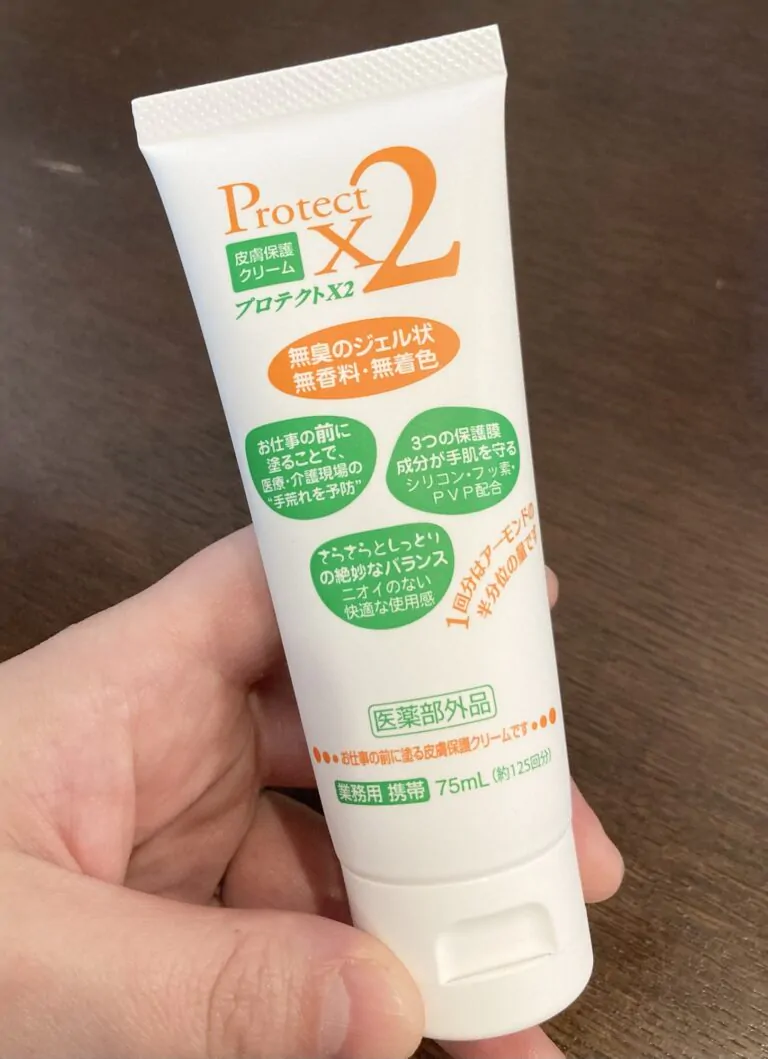 Protect
X2
皮膚保護
クリーム
プロテクトX2
無臭のジェル状
無香料・無着色
お仕事の前に
塗ることで、
医療・介護現場の
“手荒れを予防”
3つの保護膜
成分が手肌を守る
シリコン・フッ素・
PVP配合
さらさらとしっとり
の絶妙なバランス
ニオイのない
快適な使用感
1回分はアーモンドの
半分位の量です
医薬部外品
•••お仕事の前に塗る皮膚保護クリームです•••
業務用 携帯 75mL（約125回分）